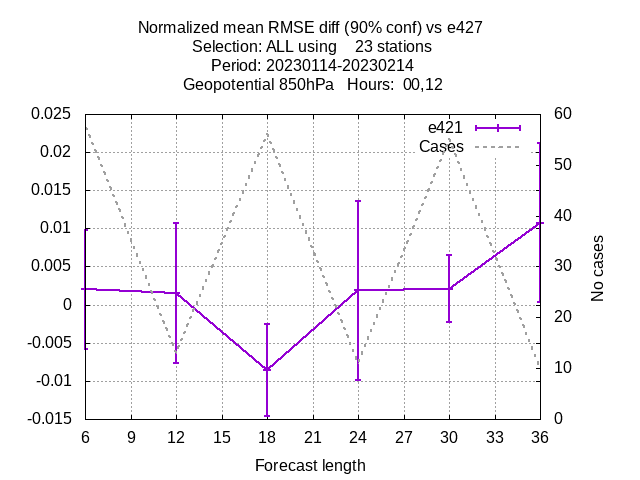 Normalized mean RMSE diff (90% conf) vs e427
Selection: ALL using    23 stations
Period: 20230114-20230214
Geopotential 850hPa   Hours:  00,12
0.025
0.02
0.015
0.01
0.005
0
-0.005
-0.01
-0.015
e421
Cases
60
50
40
30
20
10
0
No cases
6 9 12 15 18 21 24 27 30 33 36
Forecast length